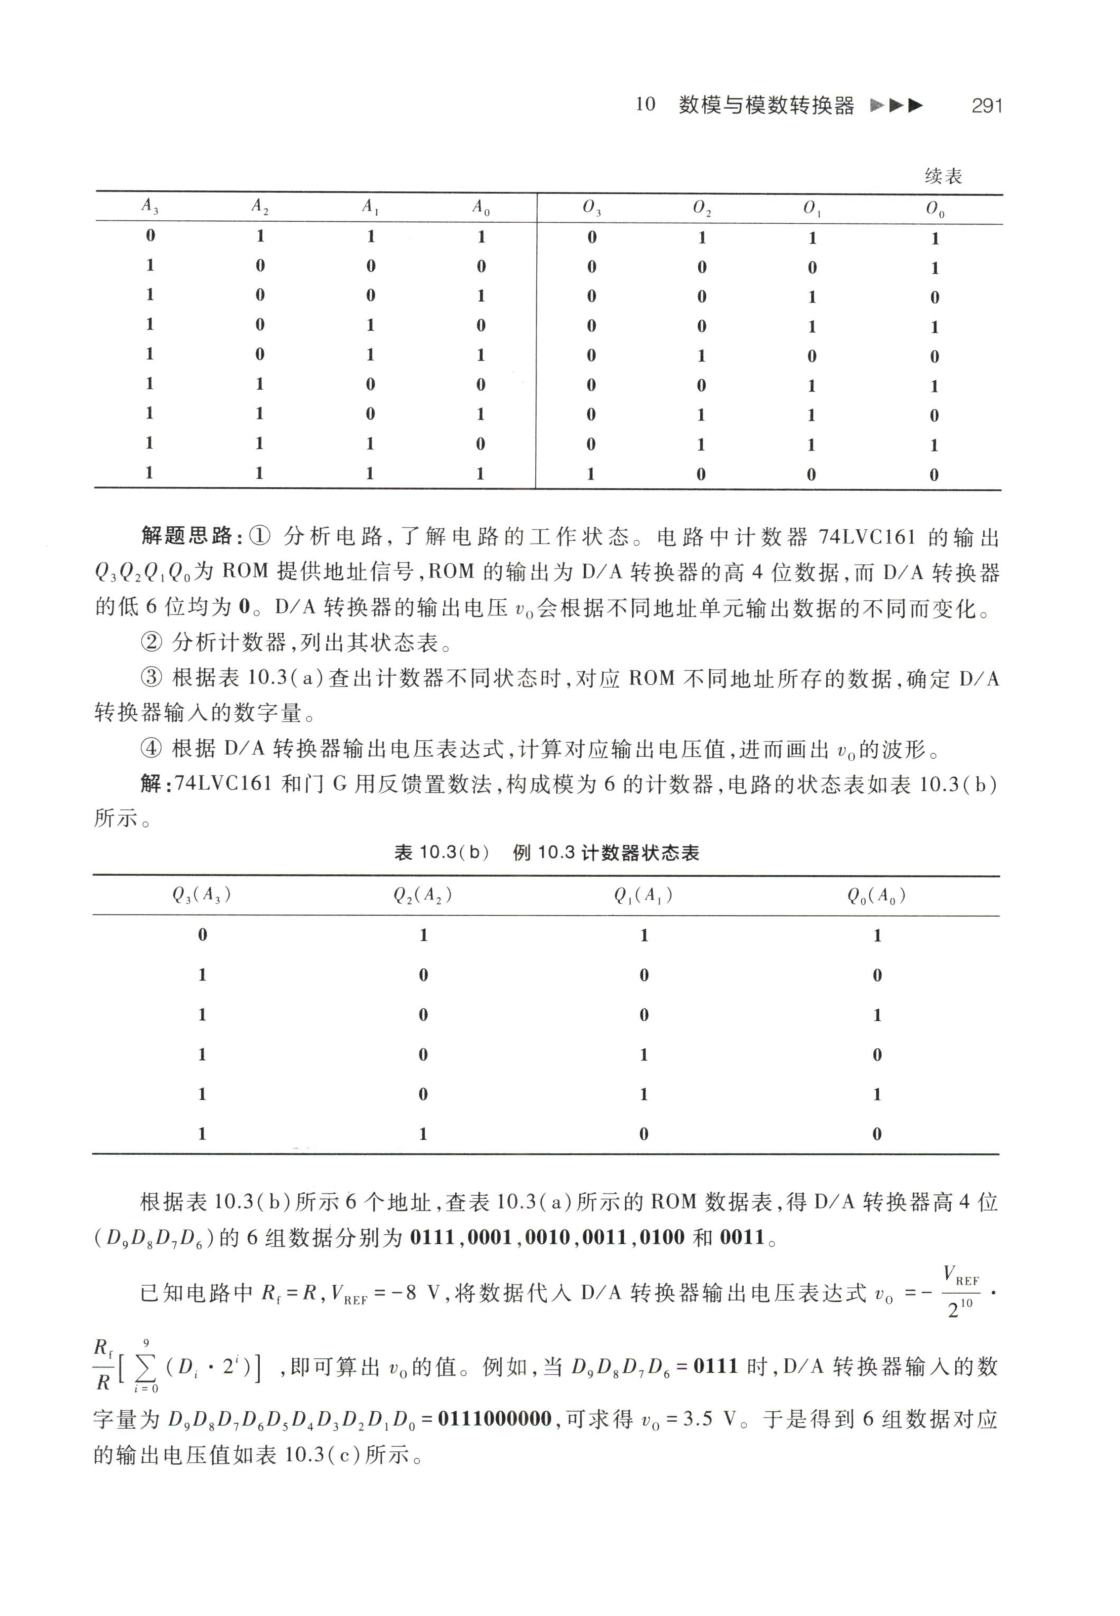 10 数模与模数转换器 ▶▶▶ 291
续表
A₃ A₂ A₁ A₀ O₃ O₂ O₁ O₀
0 1 1 1 0 1 1 1
1 0 0 0 0 0 0 1
1 0 0 1 0 0 1 0
1 0 1 0 0 0 1 1
1 0 1 1 0 1 0 0
1 1 0 0 0 0 1 1
1 1 0 1 0 1 1 0
1 1 1 0 0 1 1 1
1 1 1 1 1 0 0 0
解题思路:① 分析电路,了解电路的工作状态。电路中计数器 74LVC161 的输出
Q₃Q₂Q₁Q₀为 ROM 提供地址信号,ROM 的输出为 D/A 转换器的高 4 位数据,而 D/A 转换器
的低 6 位均为 0。D/A 转换器的输出电压 vₒ会根据不同地址单元输出数据的不同而变化。
② 分析计数器,列出其状态表。
③ 根据表 10.3(a)查出计数器不同状态时,对应 ROM 不同地址所存的数据,确定 D/A
转换器输入的数字量。
④ 根据 D/A 转换器输出电压表达式,计算对应输出电压值,进而画出 vₒ的波形。
解:74LVC161 和门 G 用反馈置数法,构成模为 6 的计数器,电路的状态表如表 10.3(b)
所示。
表 10.3(b) 例 10.3 计数器状态表
Q₃(A₃) Q₂(A₂) Q₁(A₁) Q₀(A₀)
0 1 1 1
1 0 0 0
1 0 0 1
1 0 1 0
1 0 1 1
1 1 0 0
根据表 10.3(b)所示 6 个地址,查表 10.3(a)所示的 ROM 数据表,得 D/A 转换器高 4 位
(D₉D₈D₇D₆)的 6 组数据分别为 0111,0001,0010,0011,0100 和 0011。
已知电路中 R_f=R,V_REF=-8 V,将数据代入 D/A 转换器输出电压表达式 v_O=-V_REF/2¹⁰·
R_f/R[∑_{i=0}^{9}(D_i·2^i)],即可算出 vₒ的值。例如,当 D₉D₈D₇D₆=0111 时,D/A 转换器输入的数
字量为 D₉D₈D₇D₆D₅D₄D₃D₂D₁D₀=0111000000,可求得 v_O=3.5 V。于是得到 6 组数据对应
的输出电压值如表 10.3(c)所示。